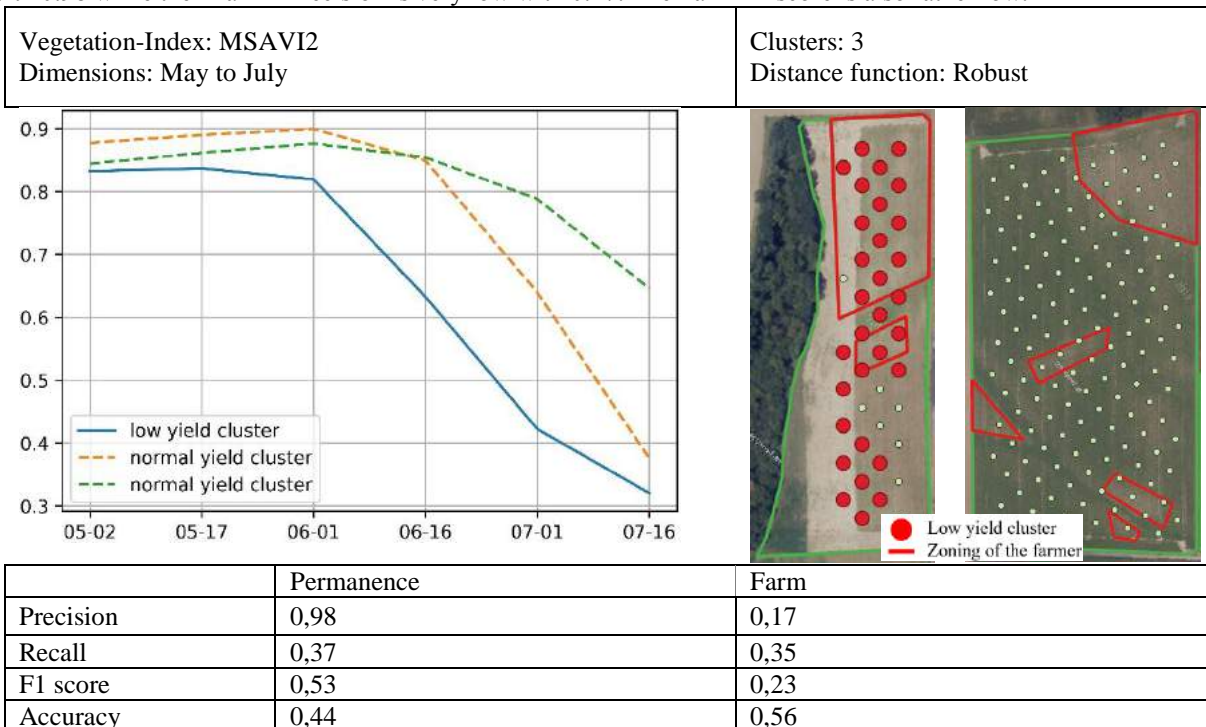 Vegetation-Index: MSAVI2
Dimensions: May to July
Clusters: 3
Distance function: Robust
0.9
0.8
0.7
0.6
0.5
0.4
0.3
low yield cluster
normal yield cluster
normal yield cluster
05-02 05-17 06-01 06-16 07-01 07-16
Low yield cluster
Zoning of the farmer
Permanence Farm
Precision 0,98 0,17
Recall 0,37 0,35
F1 score 0,53 0,23
Accuracy 0,44 0,56